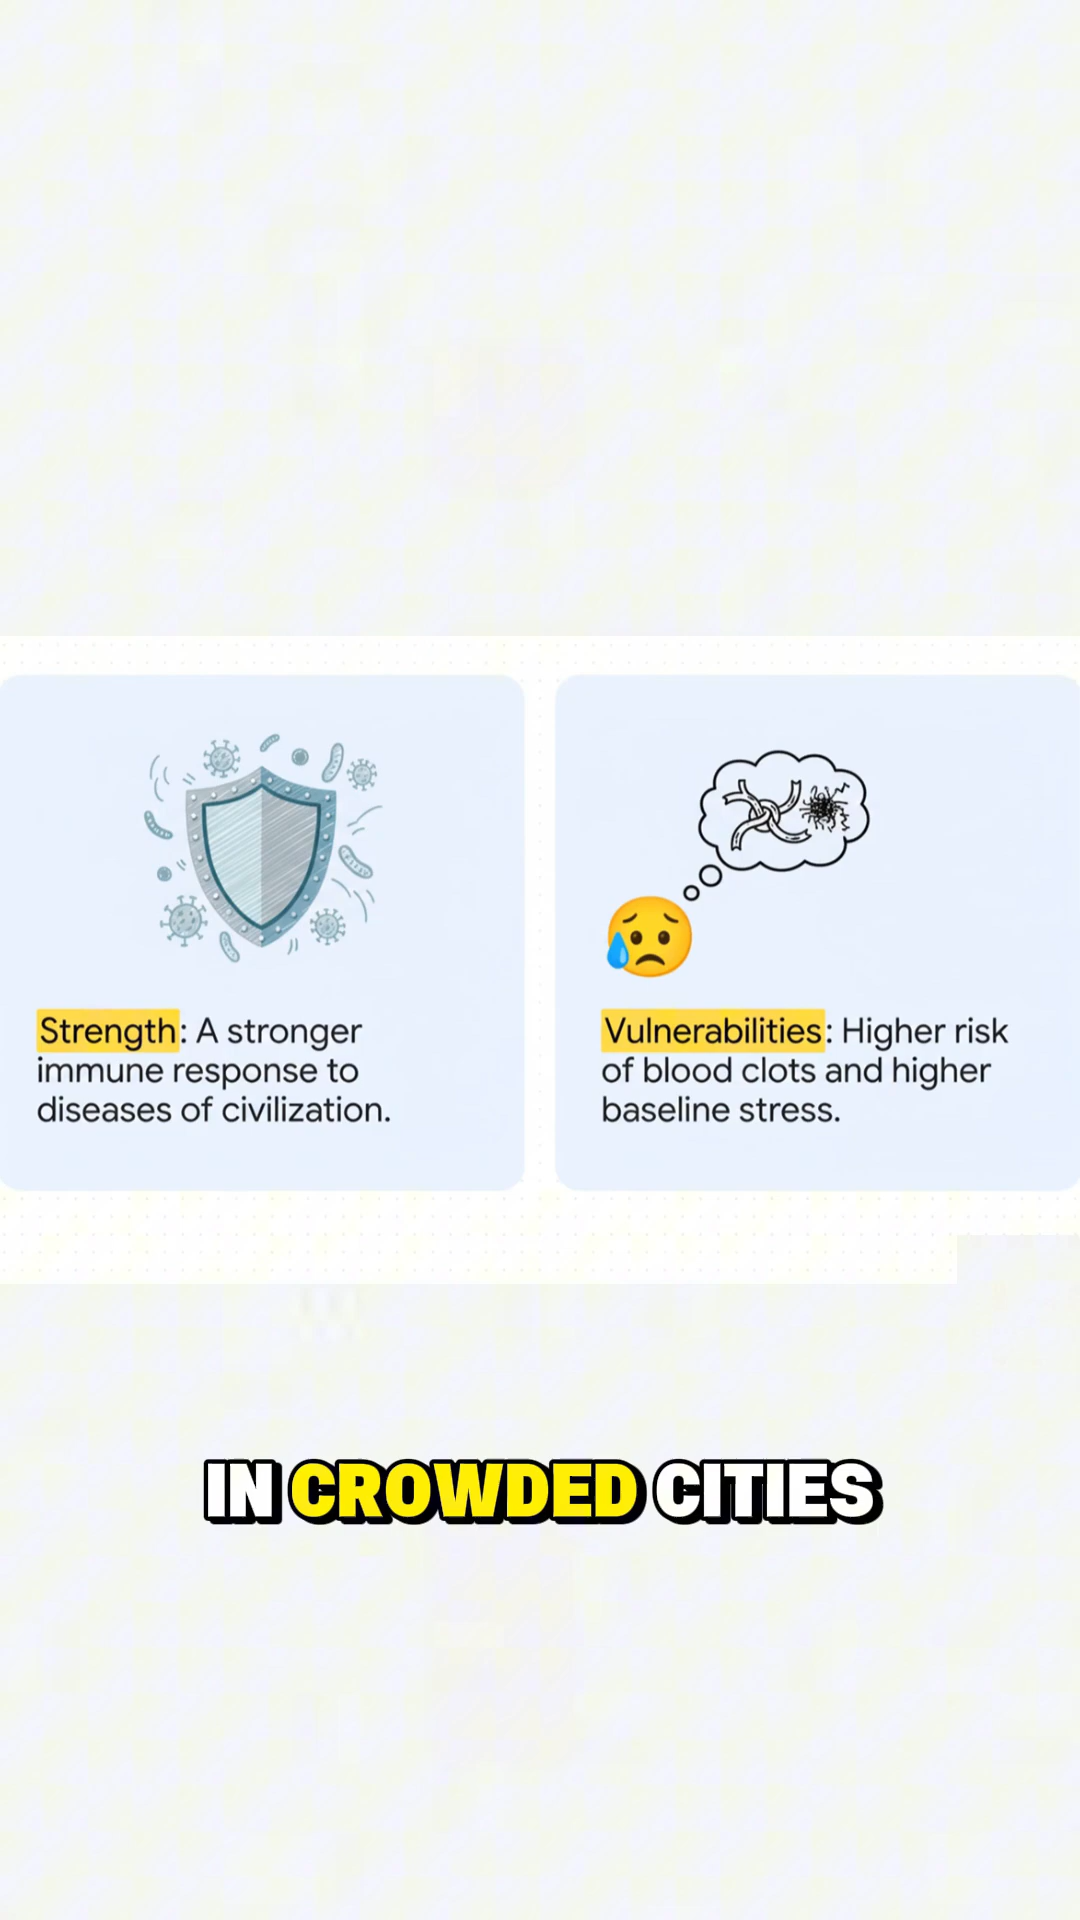 Strength: A stronger
immune response to
diseases of civilization.
Vulnerabilities: Higher risk
of blood clots and higher
baseline stress.
IN CROWDED CITIES